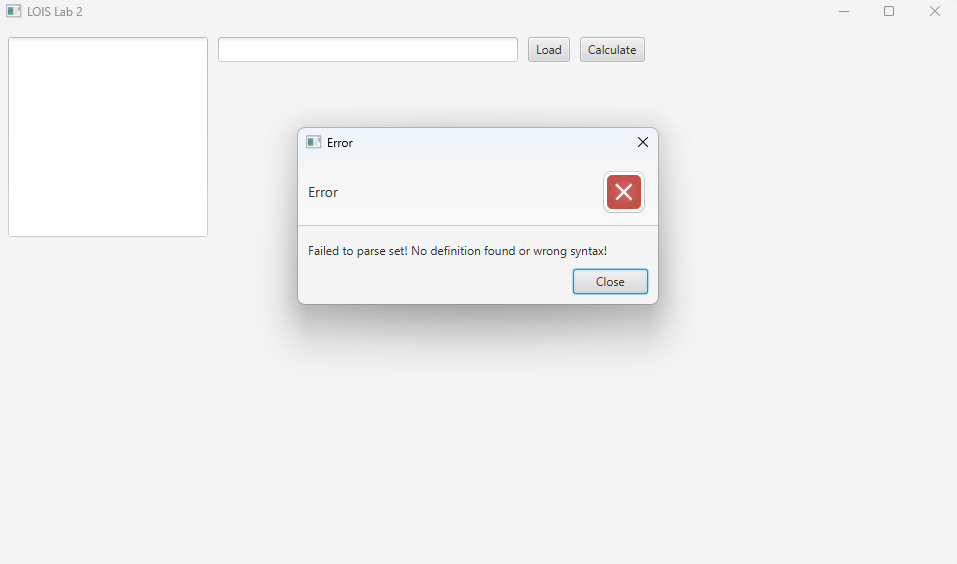 LOIS Lab 2
Load
Calculate
Error
Error
Failed to parse set! No definition found or wrong syntax!
Close